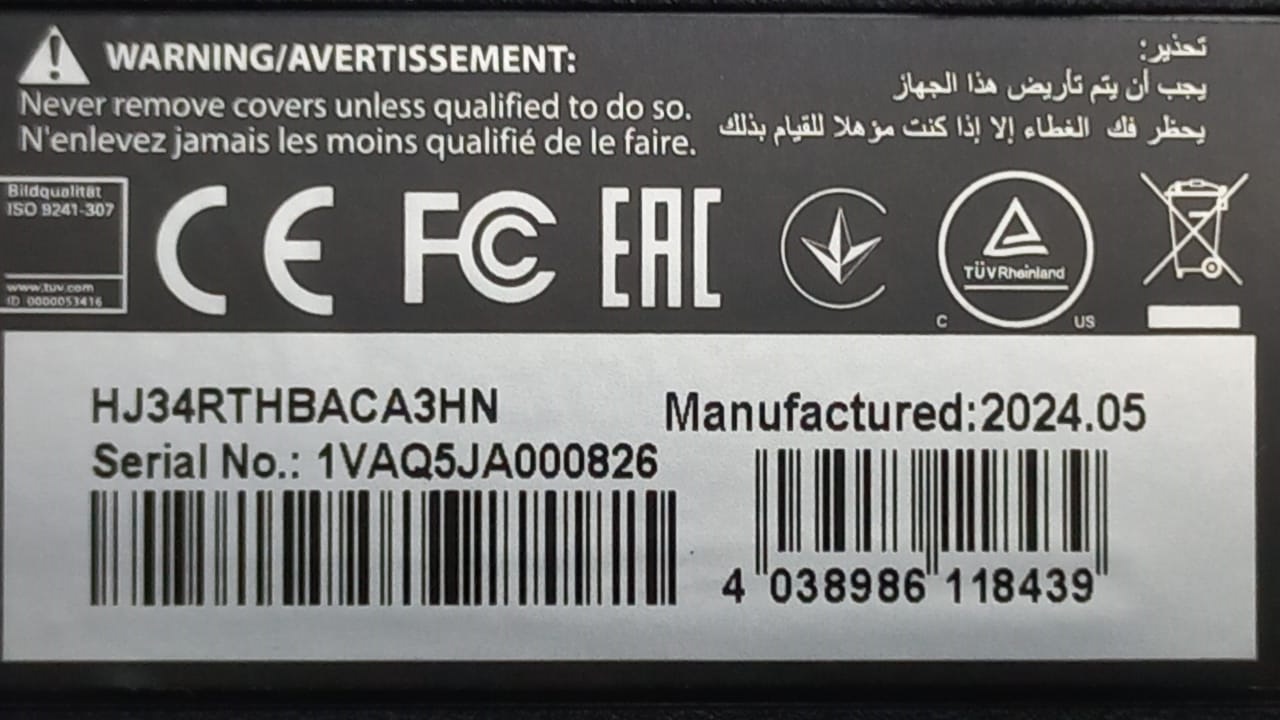 WARNING/AVERTISSEMENT:
Never remove covers unless qualified to do so.
N'enlevez jamais les moins qualifié de le faire.
تحذير:
يجب أن يتم تأريض هذا الجهاز
يحظر فك الغطاء إلا إذا كنت مؤهلا للقيام بذلك
Bildqualität
ISO 9241-307
www.tuv.com
ID 0000053416
CE
FC
EAC
TÜVRheinland
C US
HJ34RTHBACA3HN
Serial No.: 1VAQ5JA000826
Manufactured:2024.05
4 038986 118439